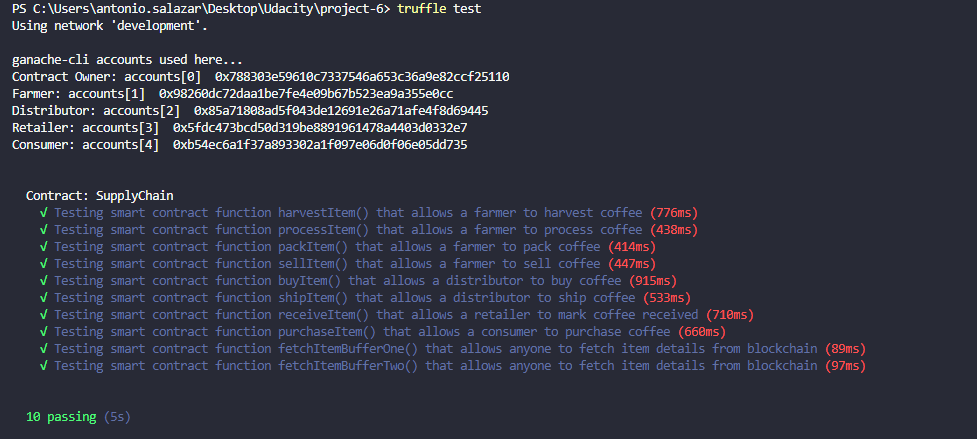 PS C:\Users\antonio.salazar\Desktop\Udacity\project-6> truffle test
Using network 'development'.
ganache-cli accounts used here...
Contract Owner: accounts[0]  0x788303e59610c7337546a653c36a9e82ccf25110
Farmer: accounts[1]  0x98260dc72daa1be7fe4e09b67b523ea9a355e0cc
Distributor: accounts[2]  0x85a71808ad5f043de12691e26a71afe4f8d69445
Retailer: accounts[3]  0x5fdc473bcd50d319be8891961478a4403d0332e7
Consumer: accounts[4]  0xb54ec6a1f37a893302a1f097e06d0f06e05dd735
Contract: SupplyChain
√ Testing smart contract function harvestItem() that allows a farmer to harvest coffee (776ms)
√ Testing smart contract function processItem() that allows a farmer to process coffee (438ms)
√ Testing smart contract function packItem() that allows a farmer to pack coffee (414ms)
√ Testing smart contract function sellItem() that allows a farmer to sell coffee (447ms)
√ Testing smart contract function buyItem() that allows a distributor to buy coffee (915ms)
√ Testing smart contract function shipItem() that allows a distributor to ship coffee (533ms)
√ Testing smart contract function receiveItem() that allows a retailer to mark coffee received (710ms)
√ Testing smart contract function purchaseItem() that allows a consumer to purchase coffee (660ms)
√ Testing smart contract function fetchItemBufferOne() that allows anyone to fetch item details from blockchain (89ms)
√ Testing smart contract function fetchItemBufferTwo() that allows anyone to fetch item details from blockchain (97ms)
10 passing (5s)